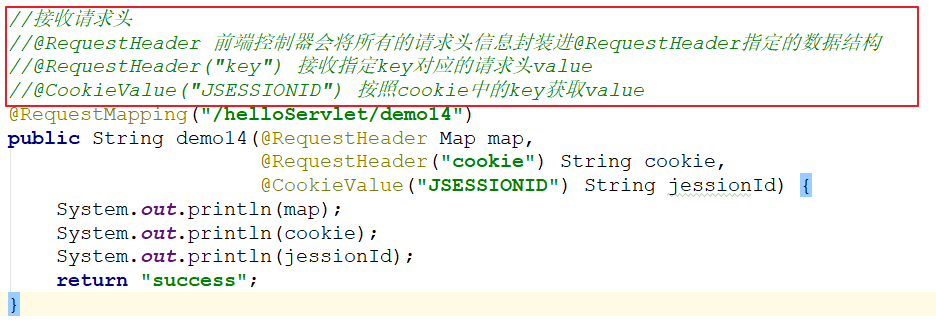 //接收请求头
//@RequestHeader 前端控制器会将所有的请求头信息封装进@RequestHeader指定的数据结构
//@RequestHeader("key") 接收指定key对应的请求头value
//@CookieValue("JSESSIONID") 按照cookie中的key获取value
@RequestMapping("/helloServlet/demo14")
public String demo14(@RequestHeader Map map,
                     @RequestHeader("cookie") String cookie,
                     @CookieValue("JSESSIONID") String jessionId) {
    System.out.println(map);
    System.out.println(cookie);
    System.out.println(jessionId);
    return "success";
}